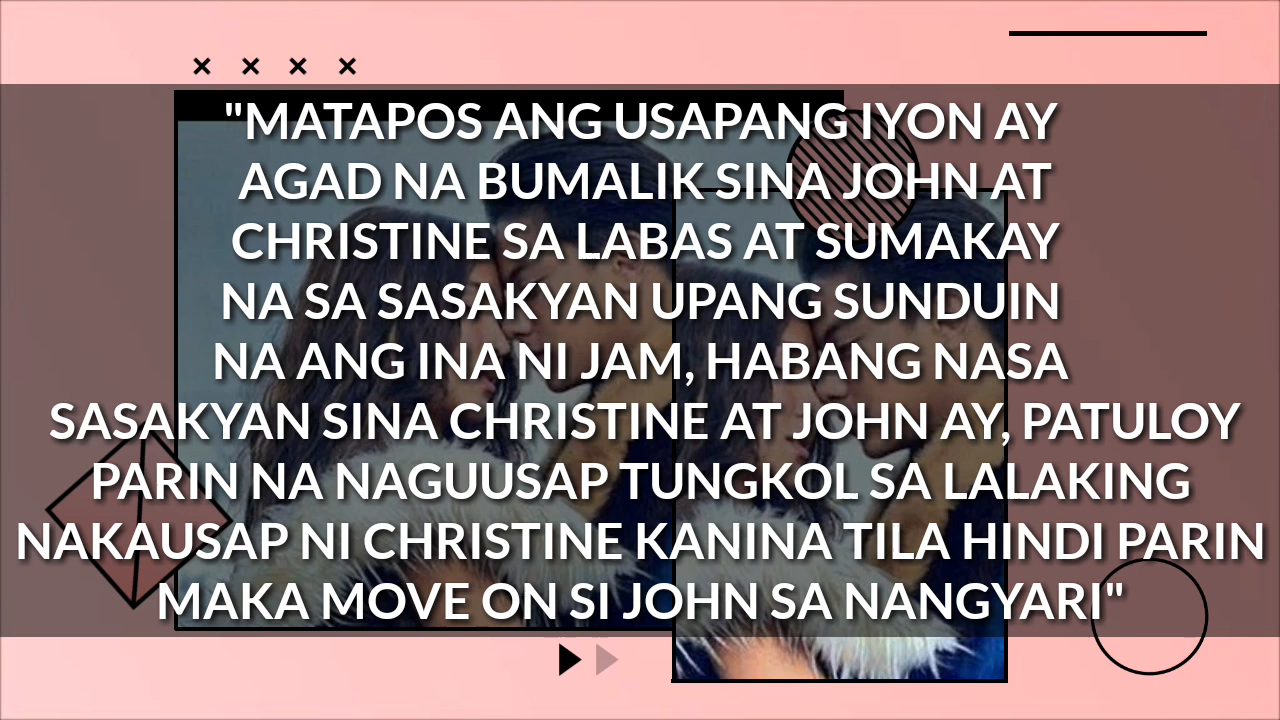 "MATAPOS ANG USAPANG IYON AY
AGAD NA BUMALIK SINA JOHN AT
CHRISTINE SA LABAS AT SUMAKAY
NA SA SASAKYAN UPANG SUNDUIN
NA ANG INA NI JAM, HABANG NASA
SASAKYAN SINA CHRISTINE AT JOHN AY, PATULOY
PARIN NA NAGUUSAP TUNGKOL SA LALAKING
NAKAUSAP NI CHRISTINE KANINA TILA HINDI PARIN
MAKA MOVE ON SI JOHN SA NANGYARI"